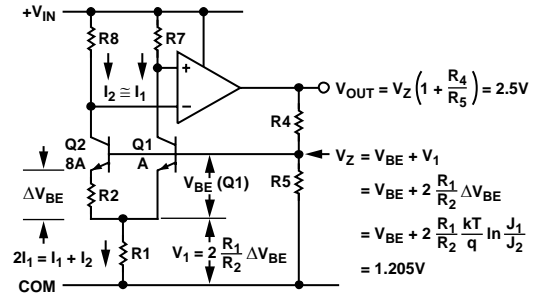 +VIN
R8
R7
I2 ≅ I1
+
−
VOUT = VZ (1 + R4/R5) = 2.5V
R4
Q2
8A
Q1
A
VZ = VBE + V1
ΔVBE
R2
VBE (Q1)
R5
= VBE + 2 R1/R2 ΔVBE
= VBE + 2 R1/R2 kT/q ln J1/J2
= 1.205V
2I1 = I1 + I2
R1
V1 = 2 R1/R2 ΔVBE
COM